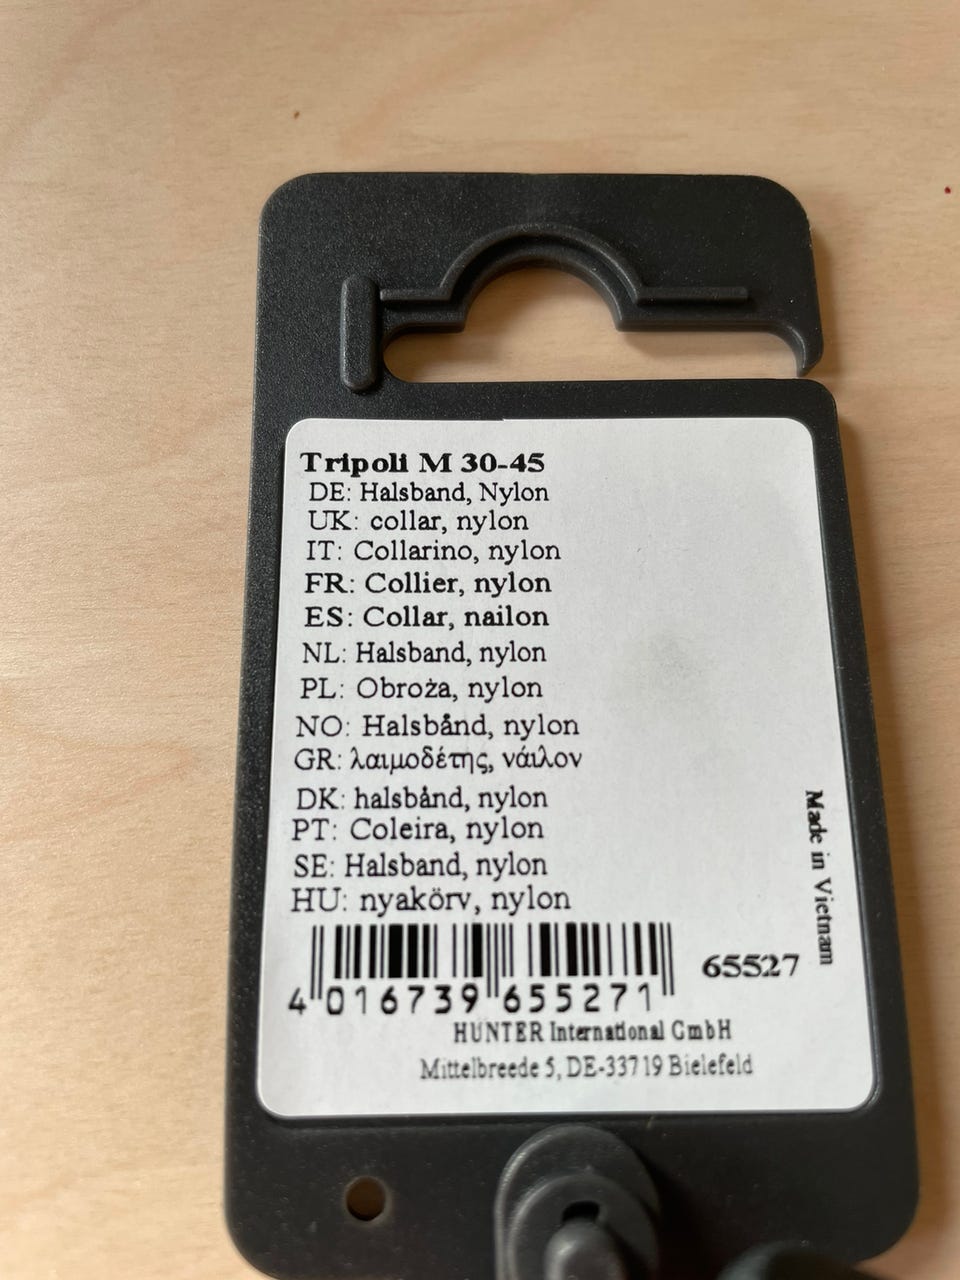 Tripoli M 30-45
DE: Halsband, Nylon
UK: collar, nylon
IT: Collarino, nylon
FR: Collier, nylon
ES: Collar, nailon
NL: Halsband, nylon
PL: Obroża, nylon
NO: Halsbånd, nylon
GR: λαιμοδέτης, νάιλον
DK: halsbånd, nylon
PT: Coleira, nylon
SE: Halsband, nylon
HU: nyakörv, nylon
Made in Vietnam
65527
4 016739 655271
HUNTER International GmbH
Mittelbreede 5, DE-33719 Bielefeld